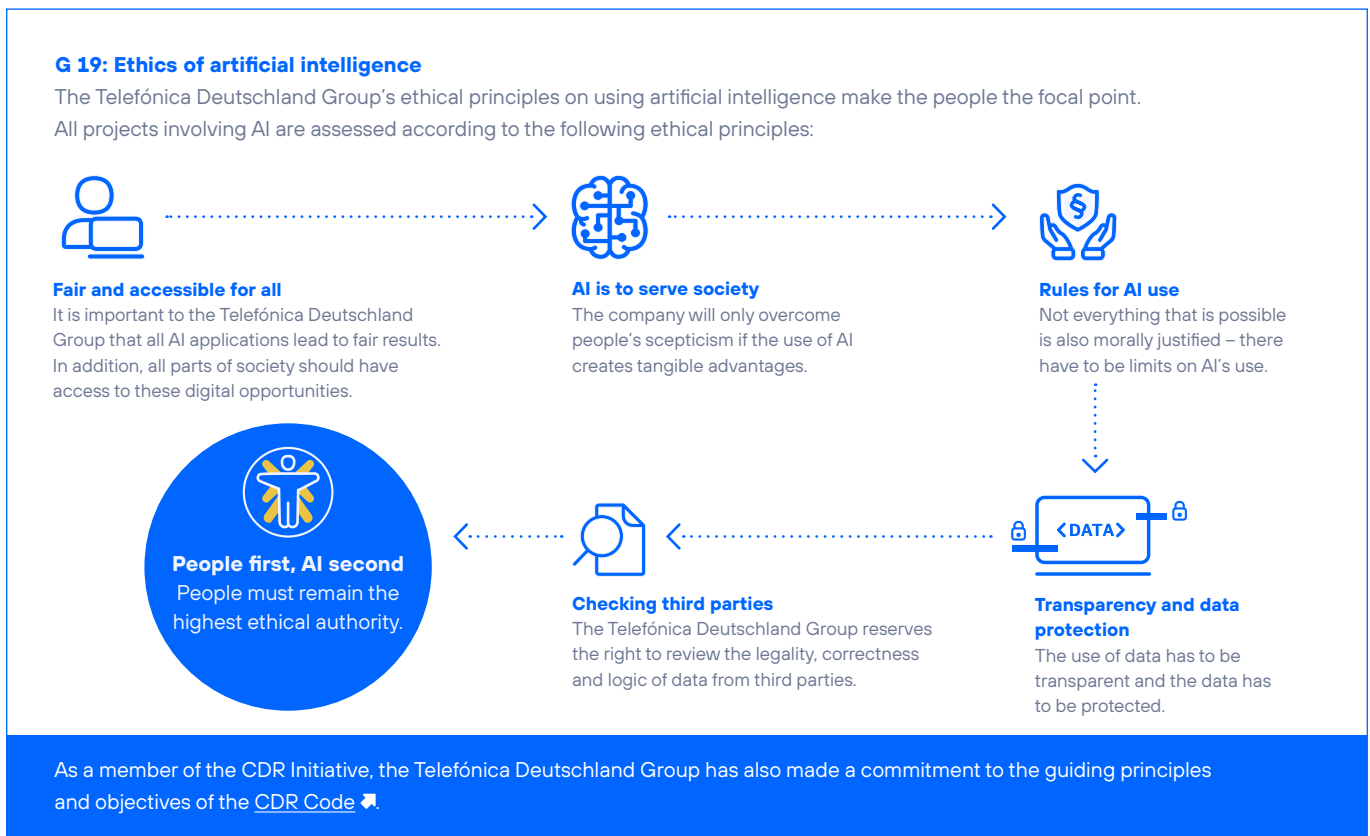 G 19: Ethics of artificial intelligence
The Telefónica Deutschland Group's ethical principles on using artificial intelligence make the people the focal point.
All projects involving AI are assessed according to the following ethical principles:
Fair and accessible for all
It is important to the Telefónica Deutschland
Group that all AI applications lead to fair results.
In addition, all parts of society should have
access to these digital opportunities.
AI is to serve society
The company will only overcome
people's scepticism if the use of AI
creates tangible advantages.
§
Rules for AI use
Not everything that is possible
is also morally justified – there
have to be limits on AI's use.
<DATA>
Transparency and data
protection
The use of data has to be
transparent and the data has
to be protected.
Checking third parties
The Telefónica Deutschland Group reserves
the right to review the legality, correctness
and logic of data from third parties.
People first, AI second
People must remain the
highest ethical authority.
As a member of the CDR Initiative, the Telefónica Deutschland Group has also made a commitment to the guiding principles
and objectives of the CDR Code.